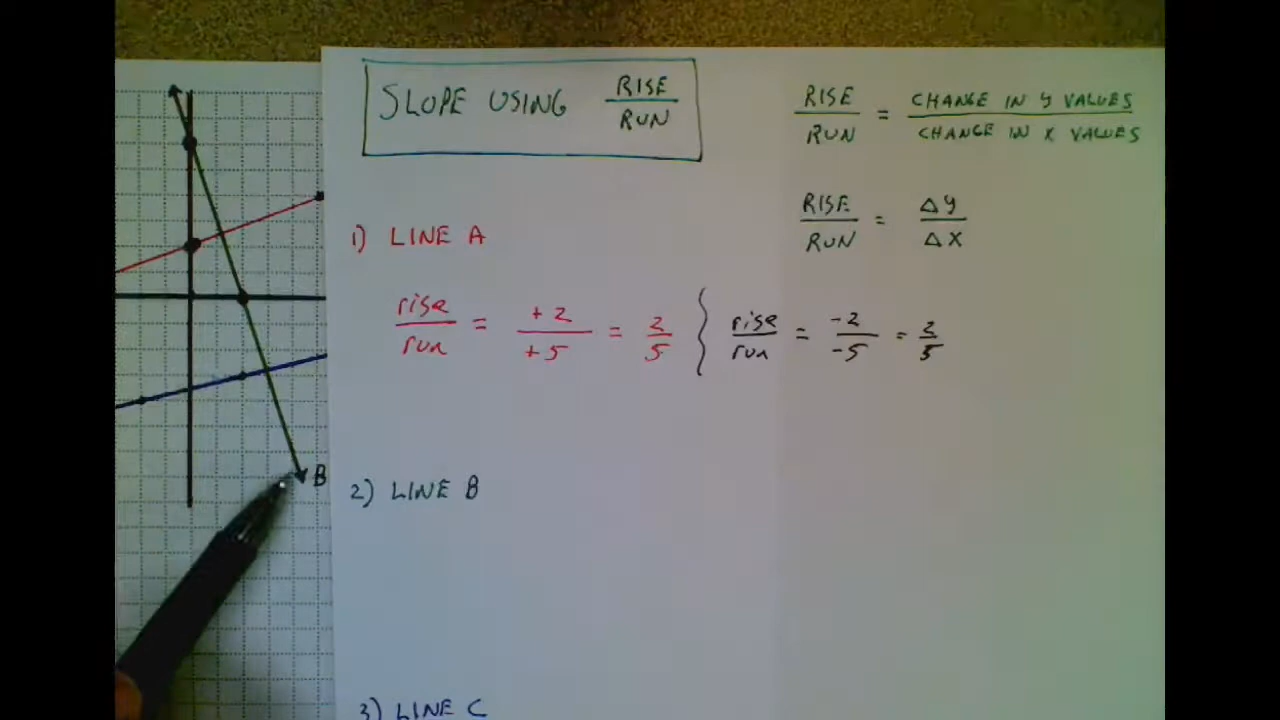 SLOPE USING RISE/RUN
RISE/RUN = CHANGE IN Y VALUES/CHANGE IN X VALUES
RISE/RUN = ΔY/ΔX
1) LINE A
rise/run = +2/+5 = 2/5 { rise/run = -2/-5 = 2/5
B
2) LINE B
3) LINE C